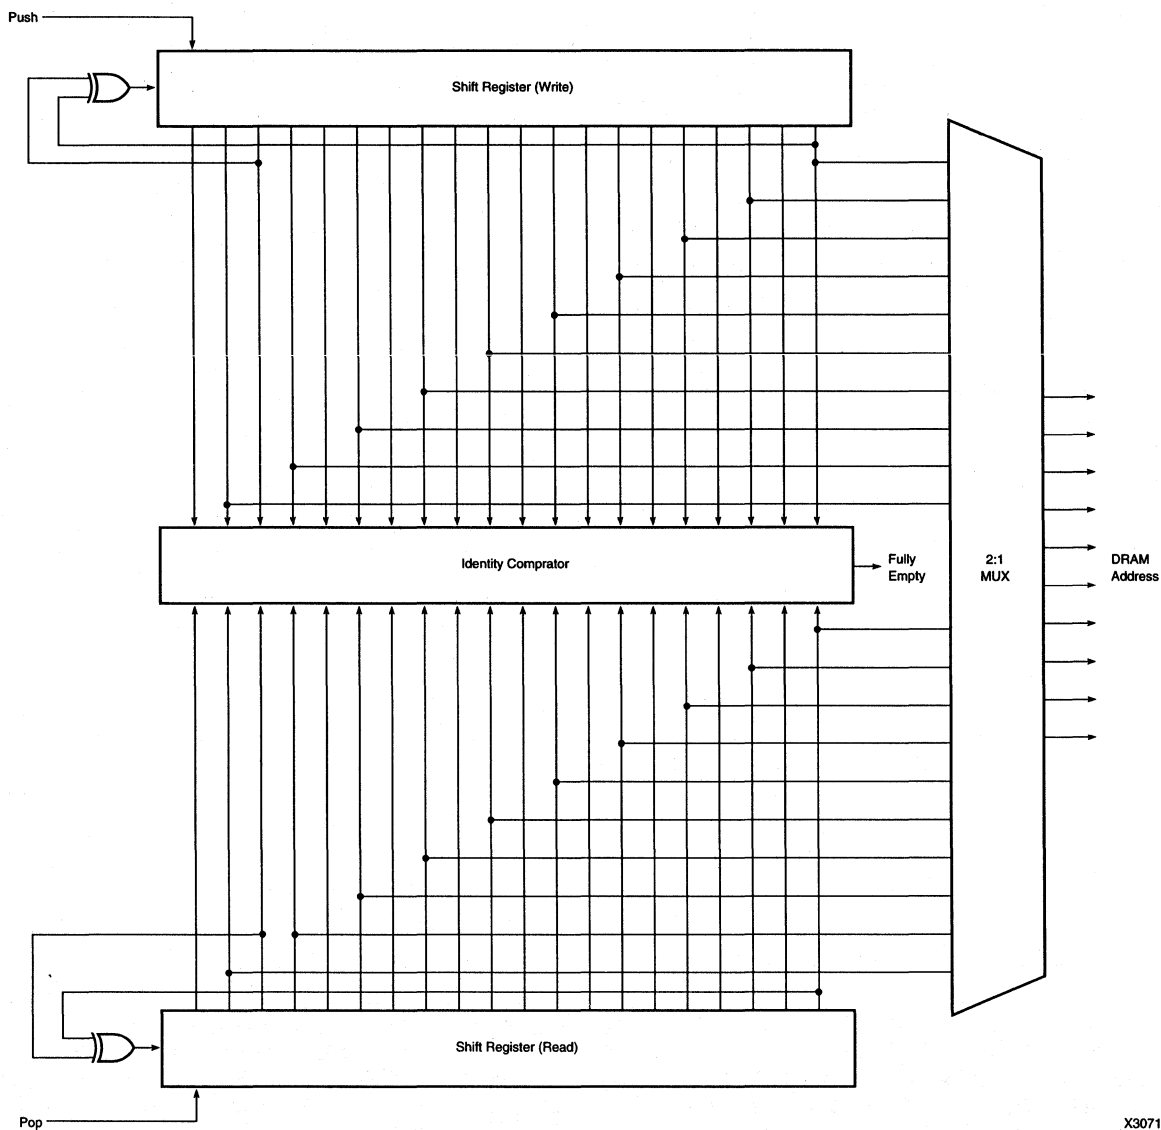 Push
Shift Register (Write)
Identity Comprator
Fully
Empty
2:1
MUX
DRAM
Address
Shift Register (Read)
Pop
X3071